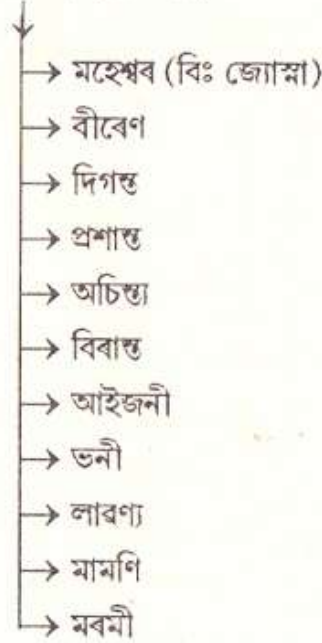 মহেশ্বৰ (বিঃ জ্যোাস্না)
বীৰেণ
দিগন্ত
প্ৰশান্ত
অচিন্ত্য
বিৰান্ত
আইজনী
ভনী
লাৱণ্য
মামণি
মৰমী